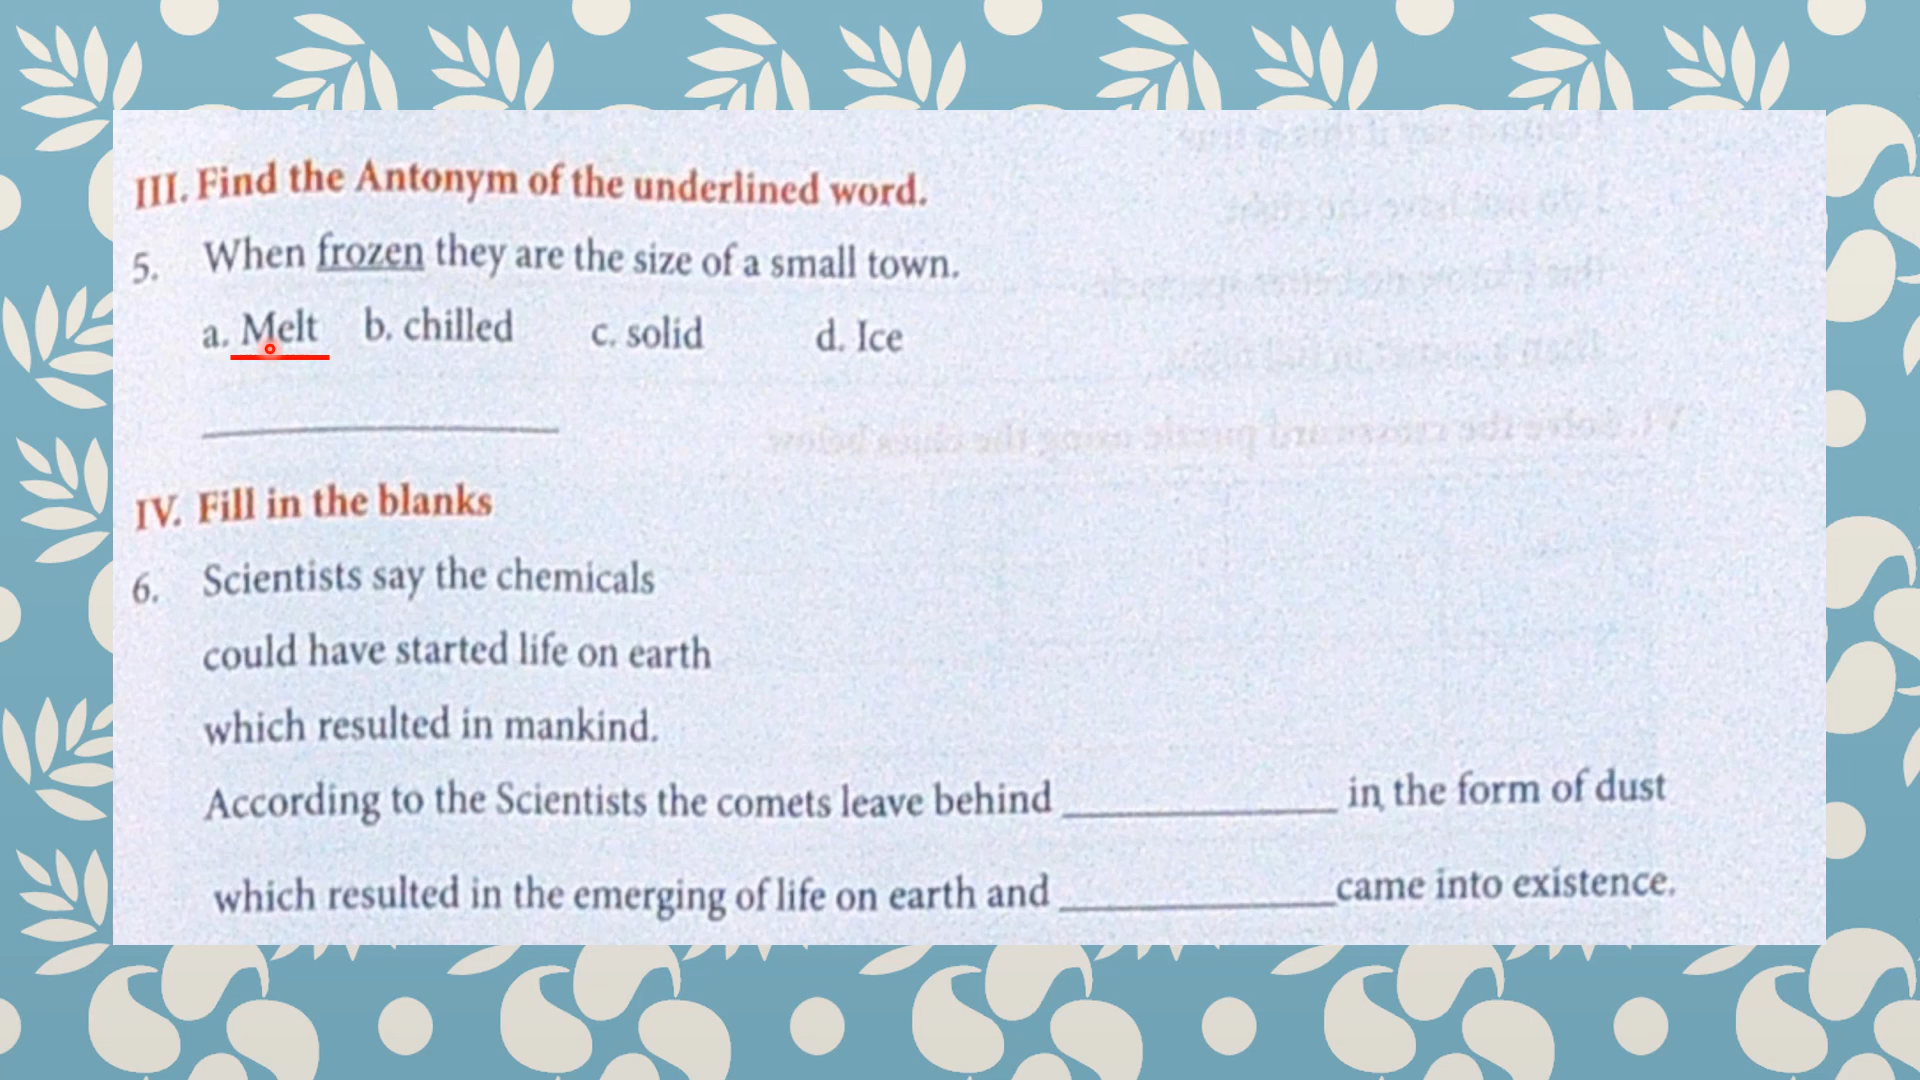 III. Find the Antonym of the underlined word.
5. When frozen they are the size of a small town.
a. Melt b. chilled c. solid d. Ice
IV. Fill in the blanks
6. Scientists say the chemicals
could have started life on earth
which resulted in mankind.
According to the Scientists the comets leave behind ____________ in the form of dust
which resulted in the emerging of life on earth and ____________ came into existence.